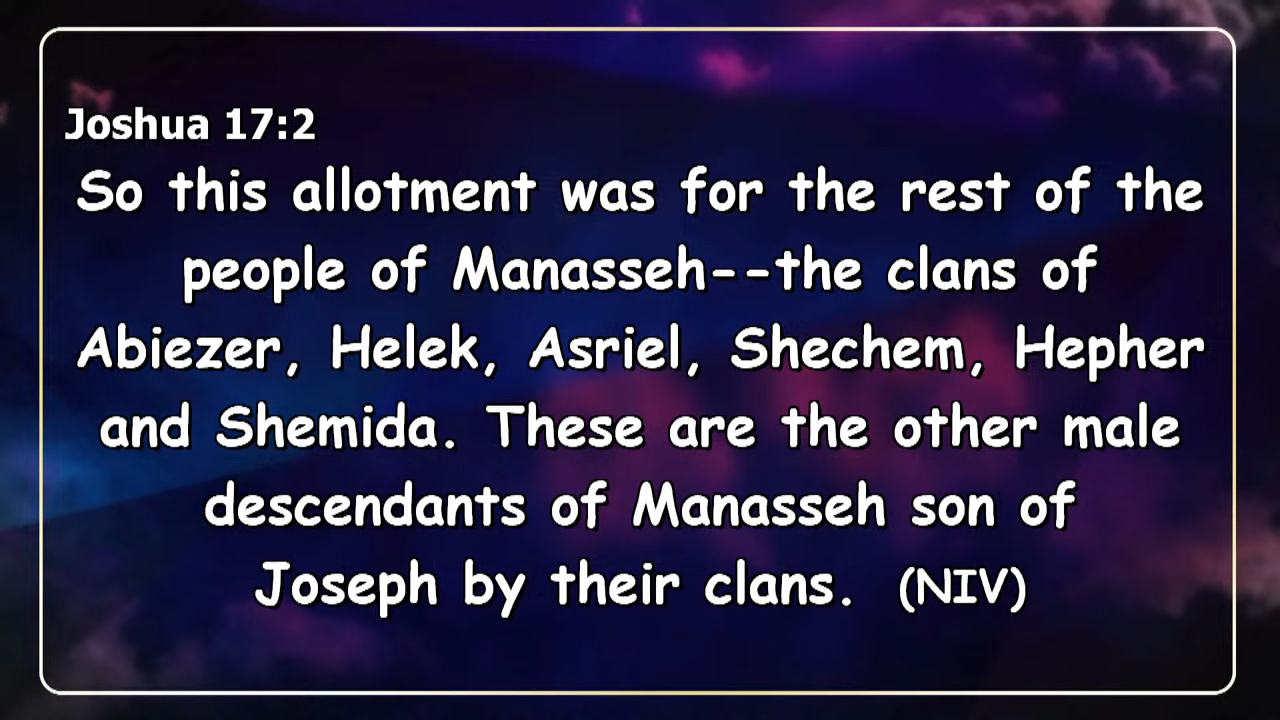 Joshua 17:2
So this allotment was for the rest of the
people of Manasseh--the clans of
Abiezer, Helek, Asriel, Shechem, Hepher
and Shemida. These are the other male
descendants of Manasseh son of
Joseph by their clans. (NIV)